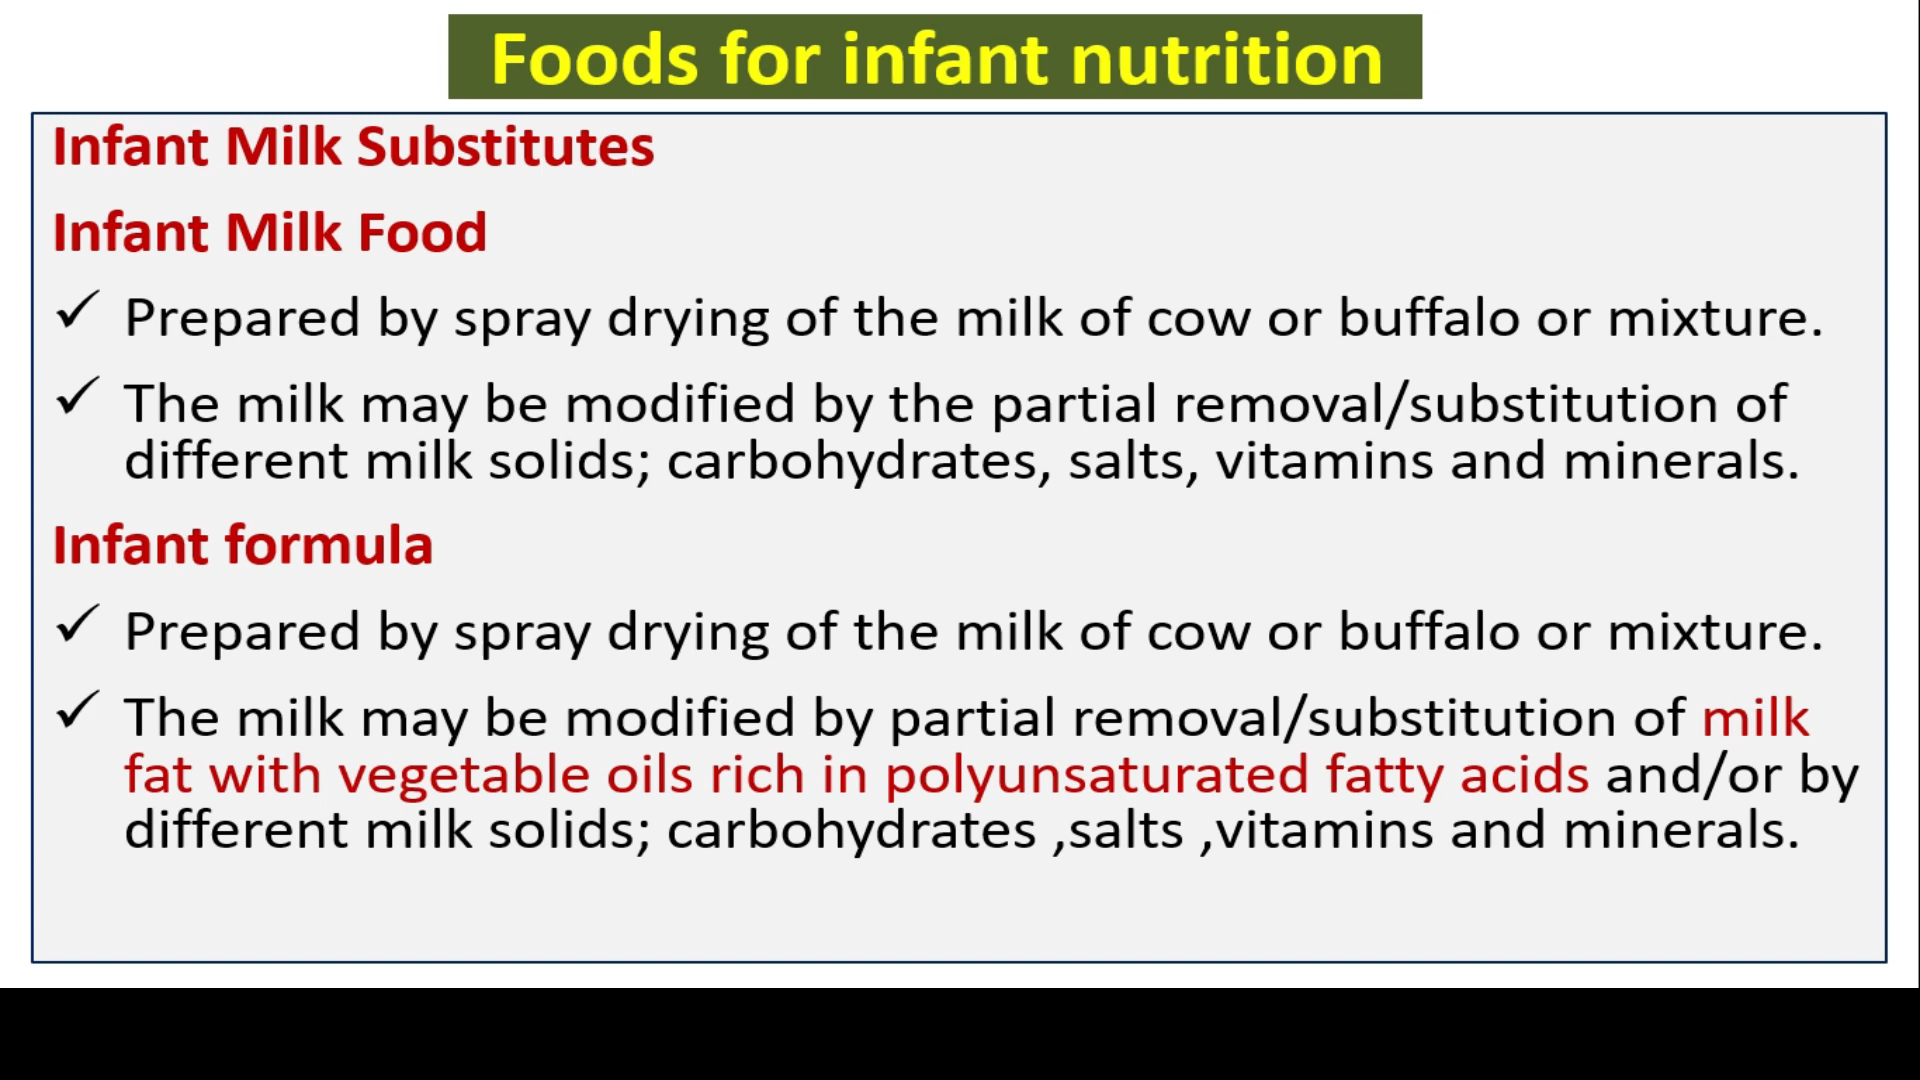 Foods for infant nutrition
Infant Milk Substitutes
Infant Milk Food
✓ Prepared by spray drying of the milk of cow or buffalo or mixture.
✓ The milk may be modified by the partial removal/substitution of
different milk solids; carbohydrates, salts, vitamins and minerals.
Infant formula
✓ Prepared by spray drying of the milk of cow or buffalo or mixture.
✓ The milk may be modified by partial removal/substitution of milk
fat with vegetable oils rich in polyunsaturated fatty acids and/or by
different milk solids; carbohydrates ,salts ,vitamins and minerals.